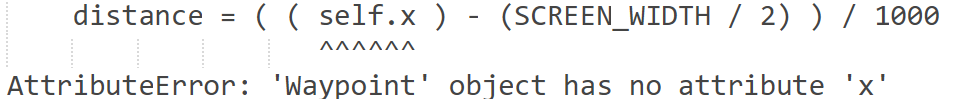 distance = ( ( self.x ) - (SCREEN_WIDTH / 2) ) / 1000
^^^^^^
AttributeError: 'Waypoint' object has no attribute 'x'